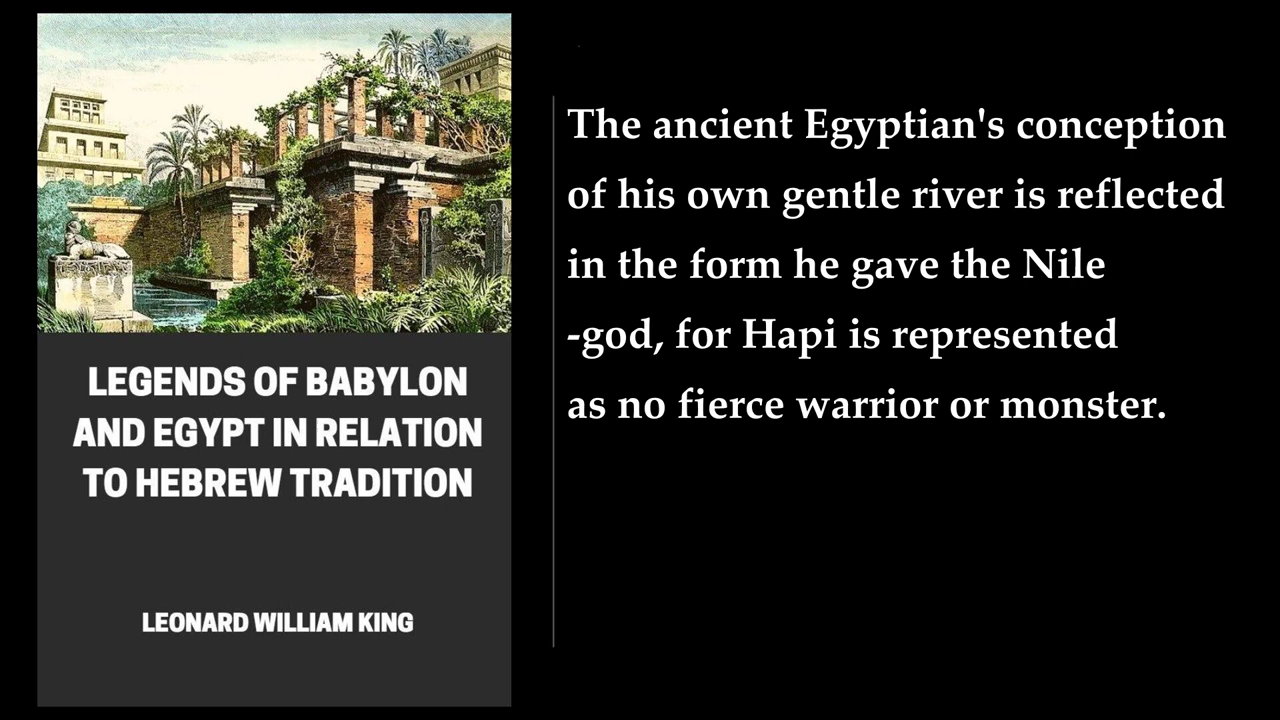 LEGENDS OF BABYLON
AND EGYPT IN RELATION
TO HEBREW TRADITION
LEONARD WILLIAM KING
The ancient Egyptian's conception
of his own gentle river is reflected
in the form he gave the Nile
-god, for Hapi is represented
as no fierce warrior or monster.